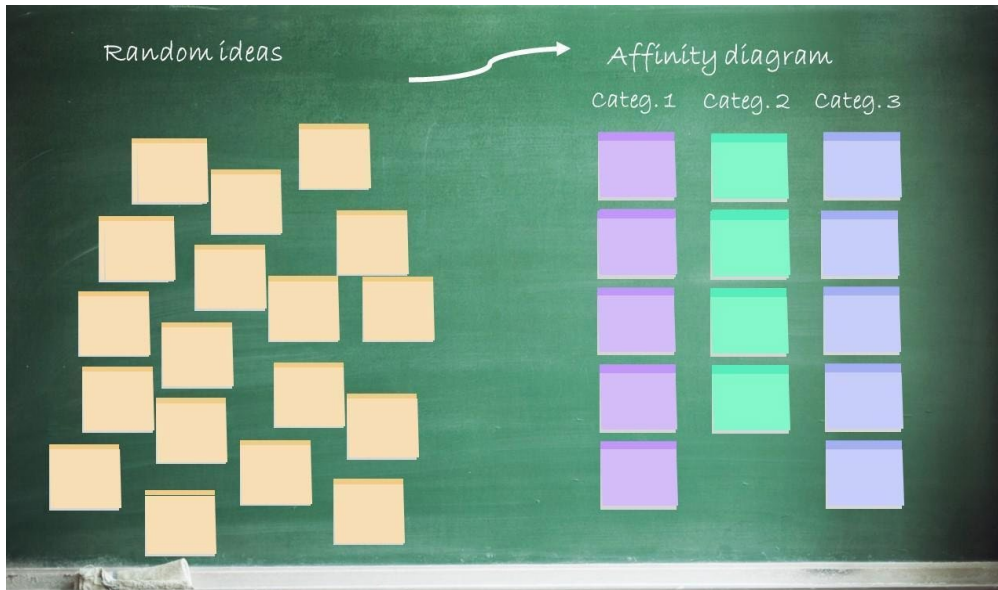 Random ideas
Affinity diagram
Categ. 1 Categ. 2 Categ. 3